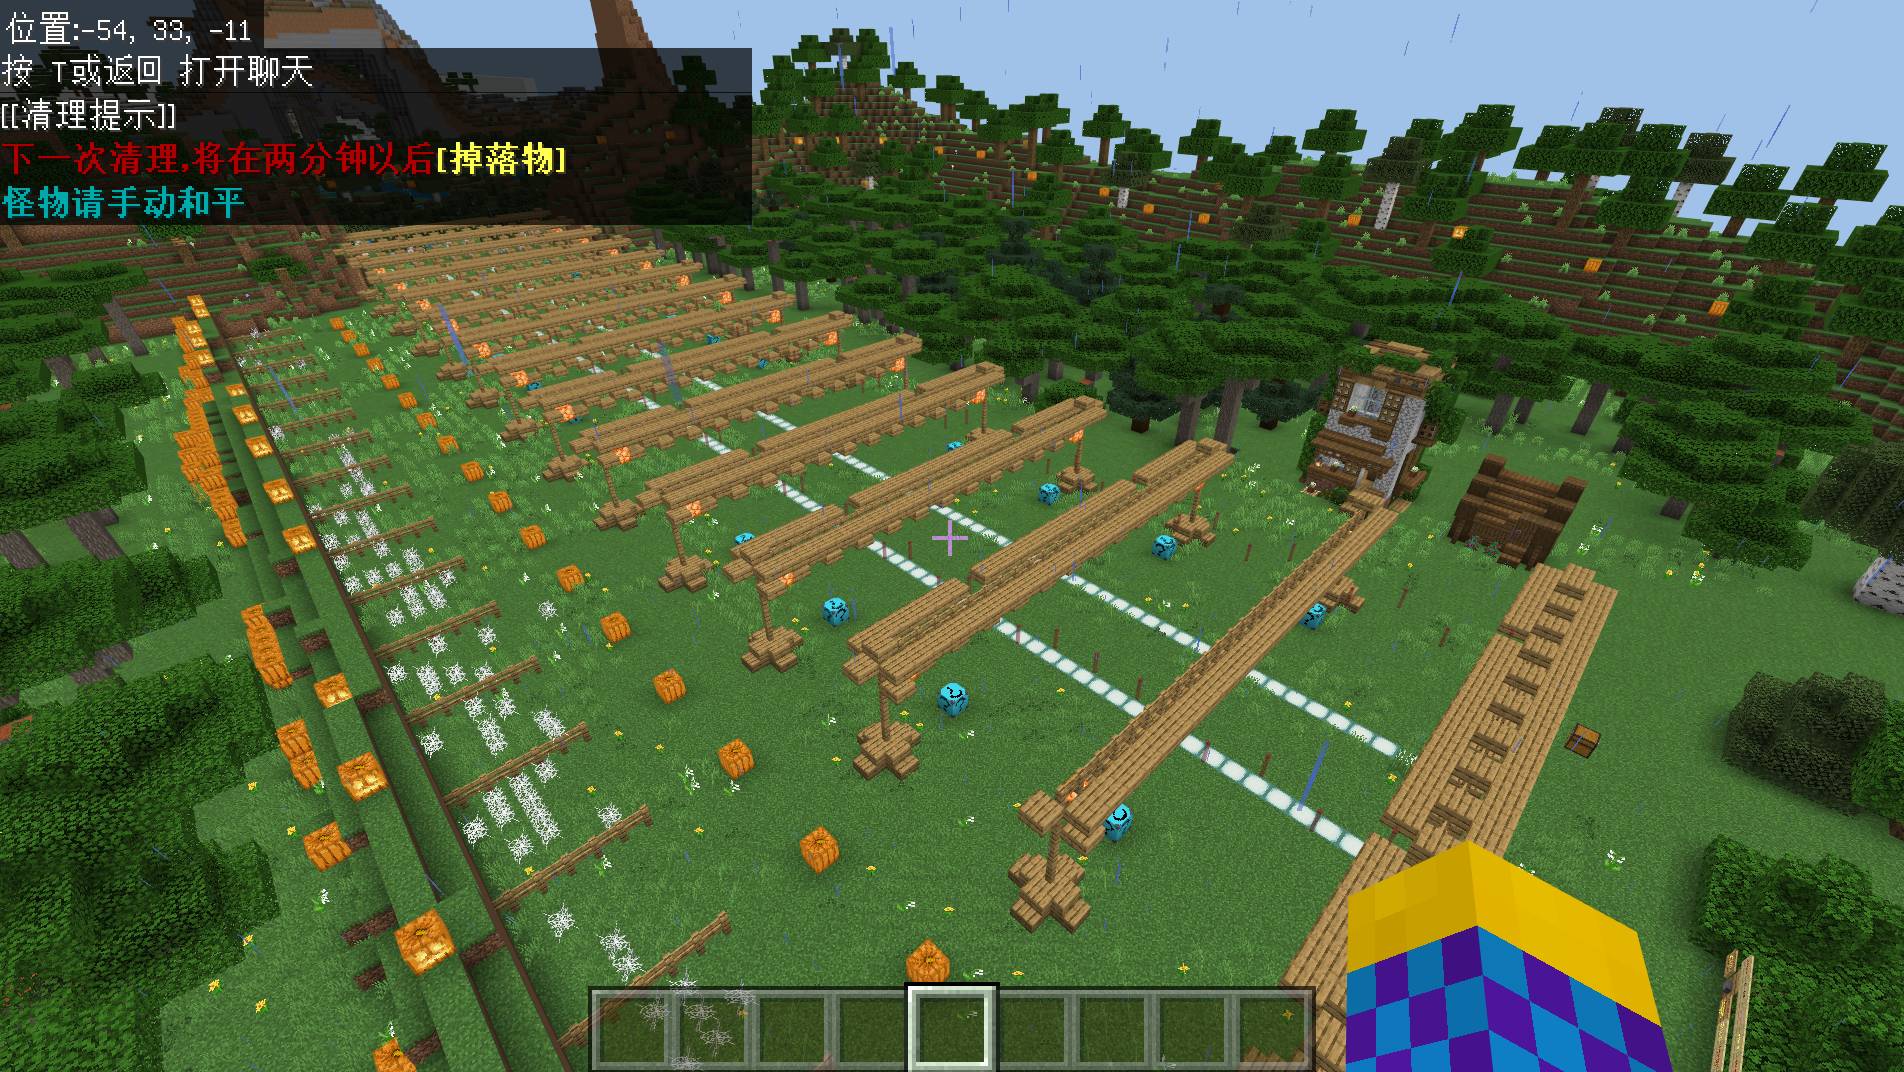 位置:-54, 33, -11
按 T或返回 打开聊天
[[清理提示]]
下一次清理,将在两分钟以后[掉落物]
怪物请手动和平